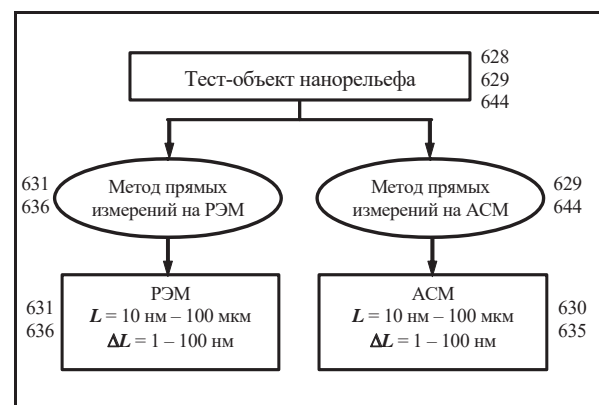 Тест-объект нанорельефа
628
629
644
631
636
Метод прямых
измерений на РЭМ
Метод прямых
измерений на АСМ
629
644
631
636
РЭМ
L = 10 нм – 100 мкм
ΔL = 1 – 100 нм
АСМ
L = 10 нм – 100 мкм
ΔL = 1 – 100 нм
630
635